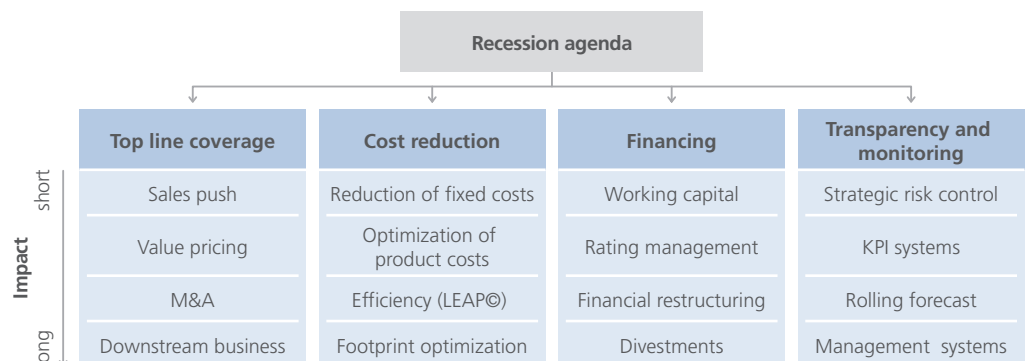 Recession agenda
Top line coverage
Cost reduction
Financing
Transparency and
monitoring
Impact
short
Sales push
Reduction of fixed costs
Working capital
Strategic risk control
Value pricing
Optimization of
product costs
Rating management
KPI systems
M&A
Efficiency (LEAP©)
Financial restructuring
Rolling forecast
ong
Downstream business
Footprint optimization
Divestments
Management systems